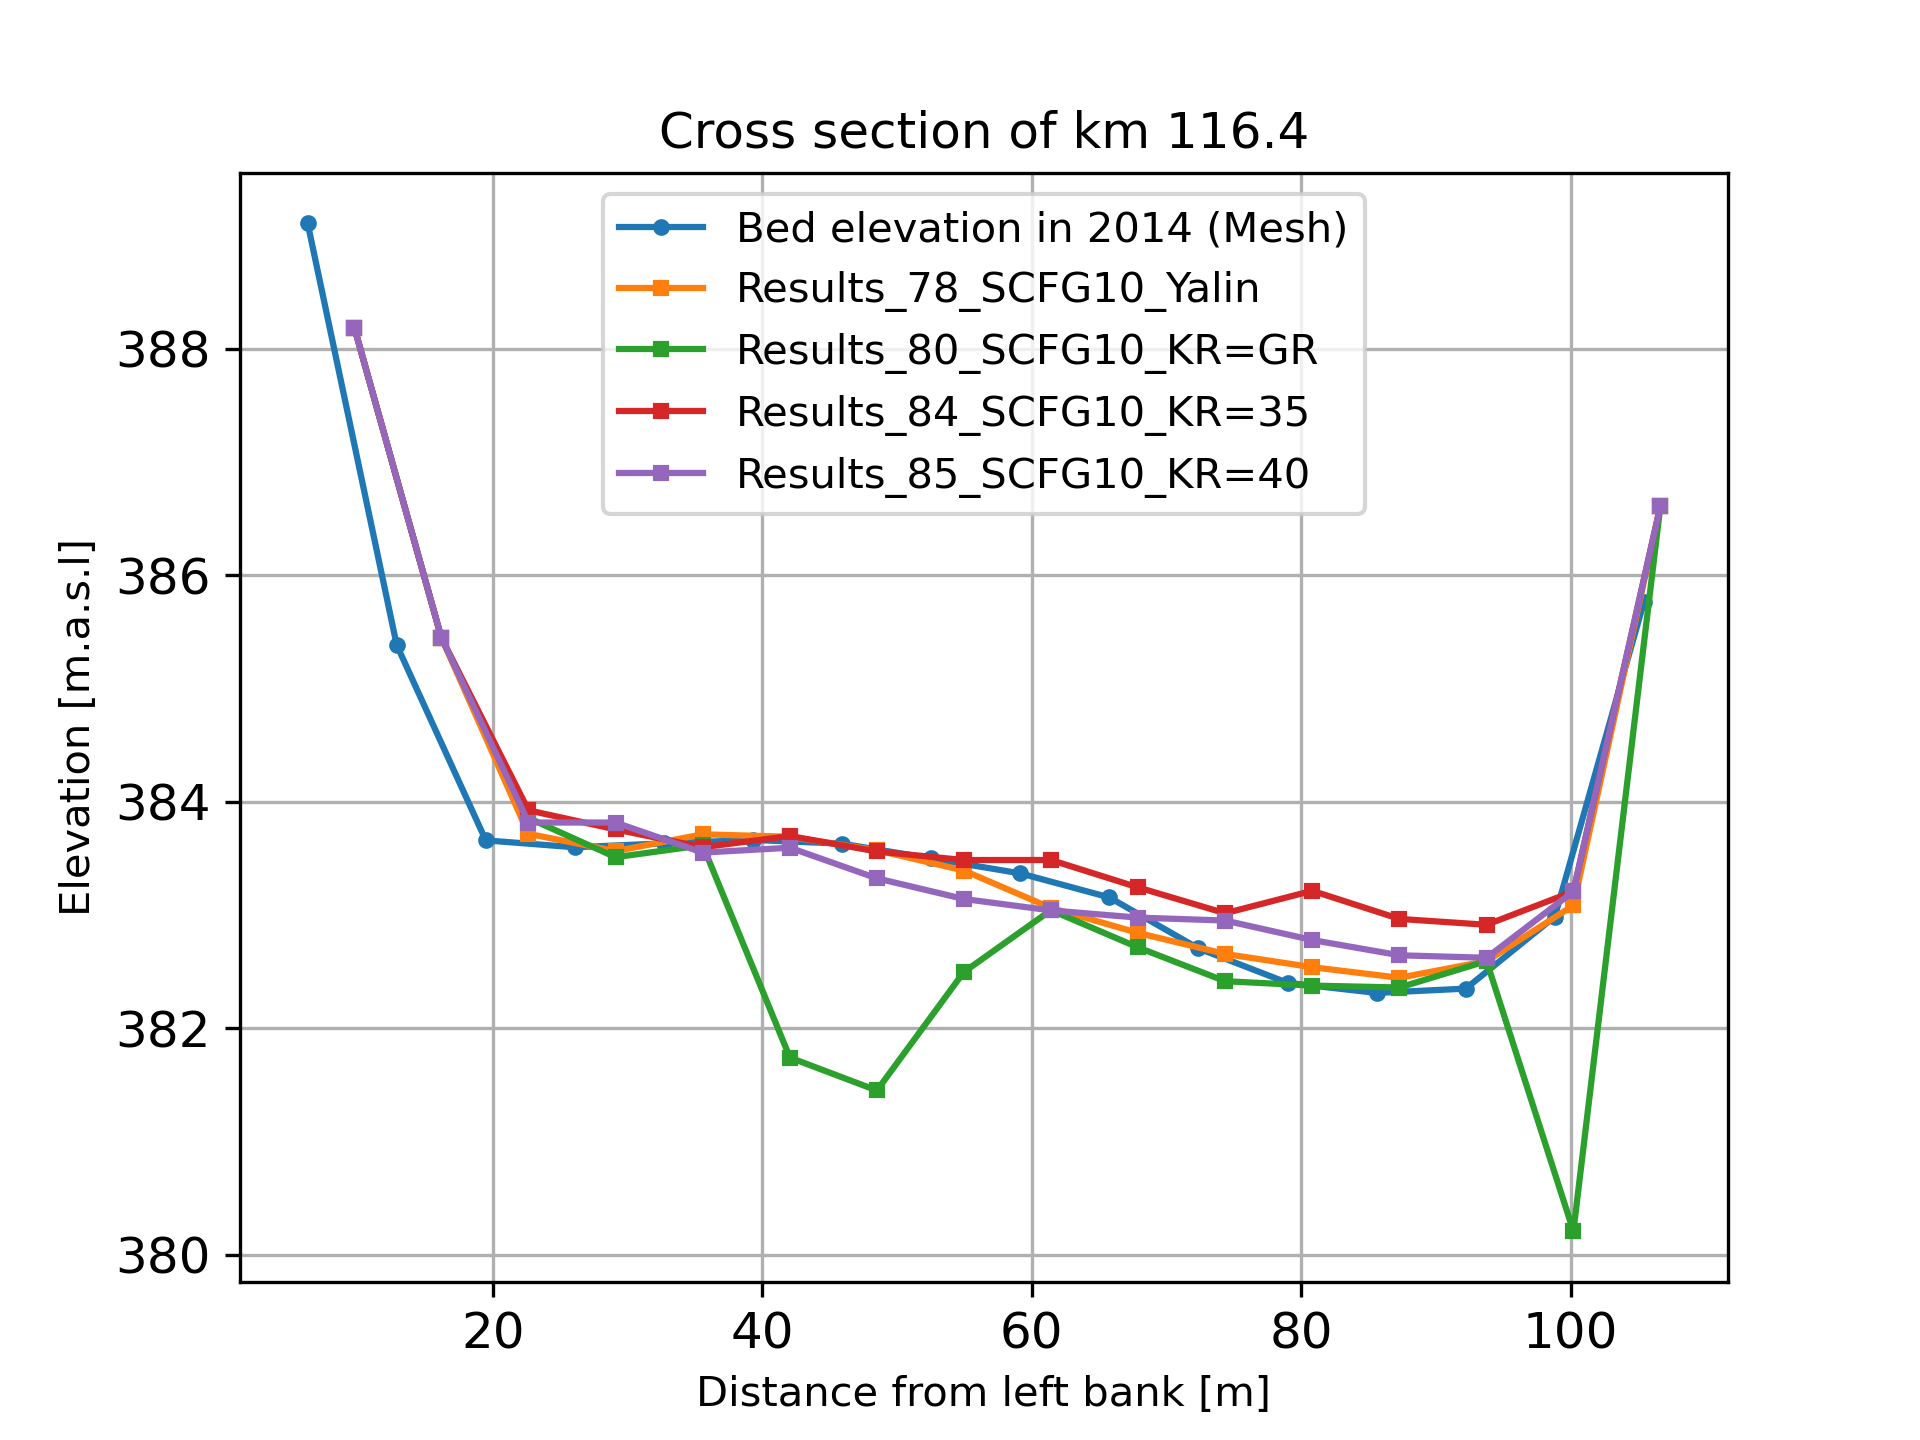 Cross section of km 116.4
Bed elevation in 2014 (Mesh)
Results_78_SCFG10_Yalin
Results_80_SCFG10_KR=GR
Results_84_SCFG10_KR=35
Results_85_SCFG10_KR=40
388
386
384
382
380
Elevation [m.a.s.l]
20 40 60 80 100
Distance from left bank [m]